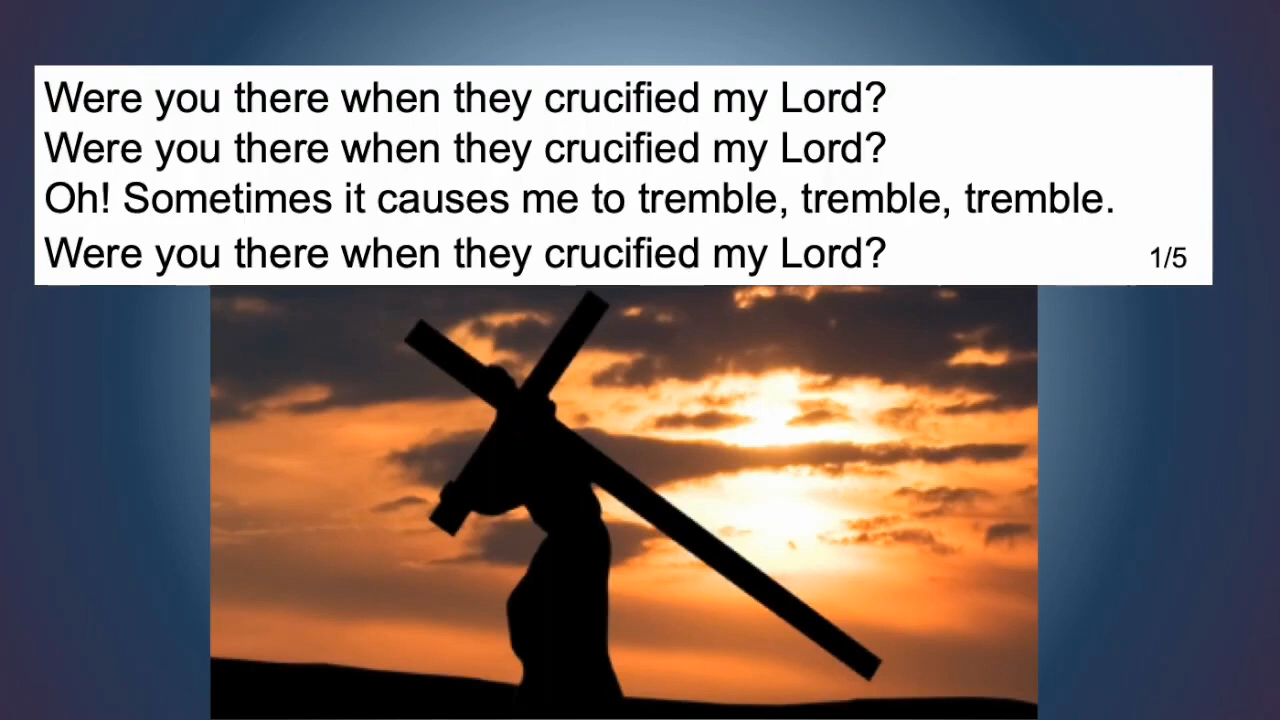 Were you there when they crucified my Lord?
Were you there when they crucified my Lord?
Oh! Sometimes it causes me to tremble, tremble, tremble.
Were you there when they crucified my Lord?
1/5